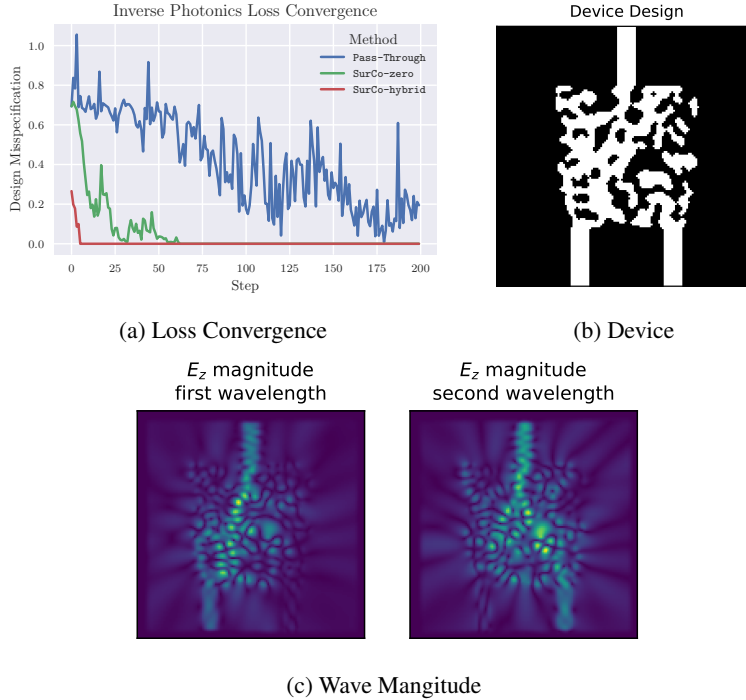 Inverse Photonics Loss Convergence
Design Misspecification
1.0
0.8
0.6
0.4
0.2
0.0
Method
Pass-Through
SurCo-zero
SurCo-hybrid
0 25 50 75 100 125 150 175 200
Step
(a) Loss Convergence
Device Design
(b) Device
E_z magnitude
first wavelength
E_z magnitude
second wavelength
(c) Wave Mangitude